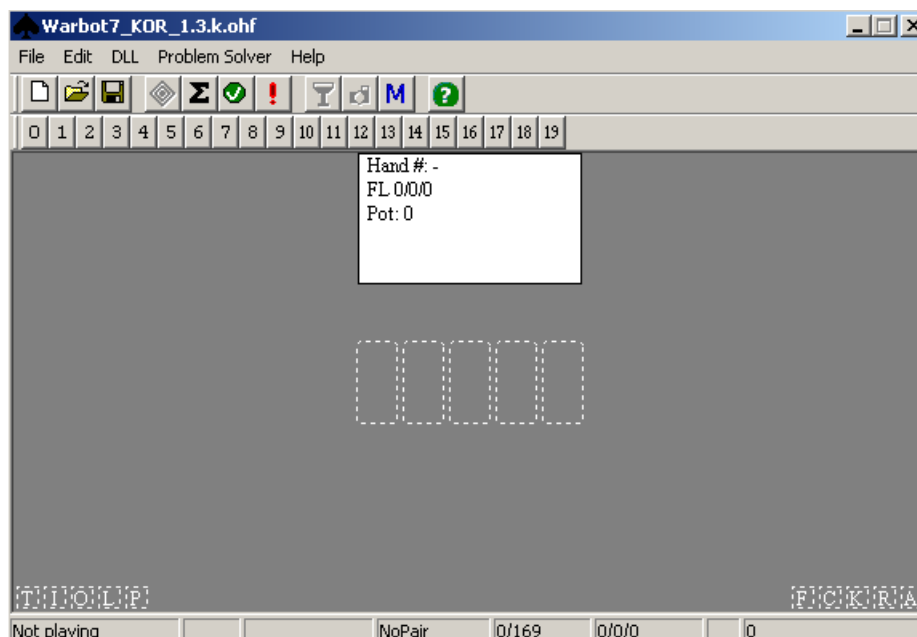 Warbot7_KOR_1.3.k.ohf
File Edit DLL Problem Solver Help
Σ ! M ?
0 1 2 3 4 5 6 7 8 9 10 11 12 13 14 15 16 17 18 19
Hand #: -
FL 0/0/0
Pot: 0
T I O L P F C K R A
Not playing NoPair 0/169 0/0/0 0